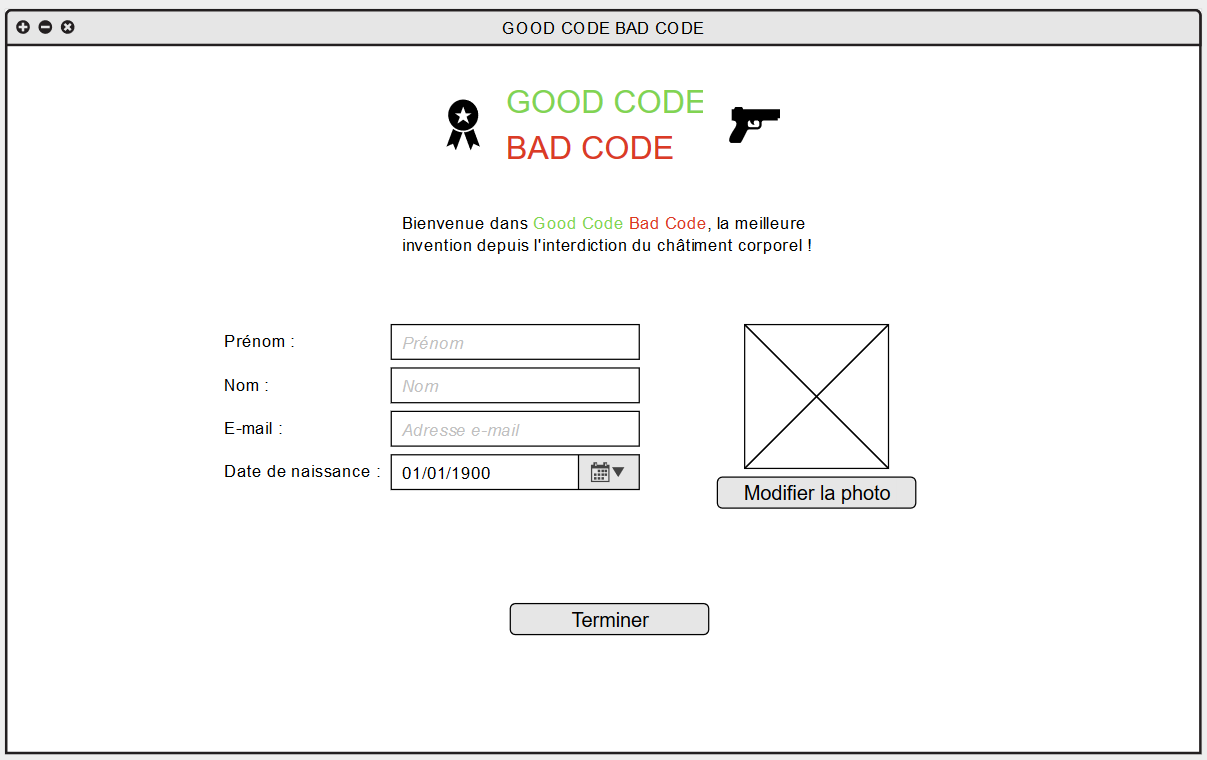 GOOD CODE BAD CODE
GOOD CODE
BAD CODE
Bienvenue dans Good Code Bad Code, la meilleure
invention depuis l'interdiction du châtiment corporel !
Prénom :
Prénom
Nom :
Nom
E-mail :
Adresse e-mail
Date de naissance :
01/01/1900
Modifier la photo
Terminer